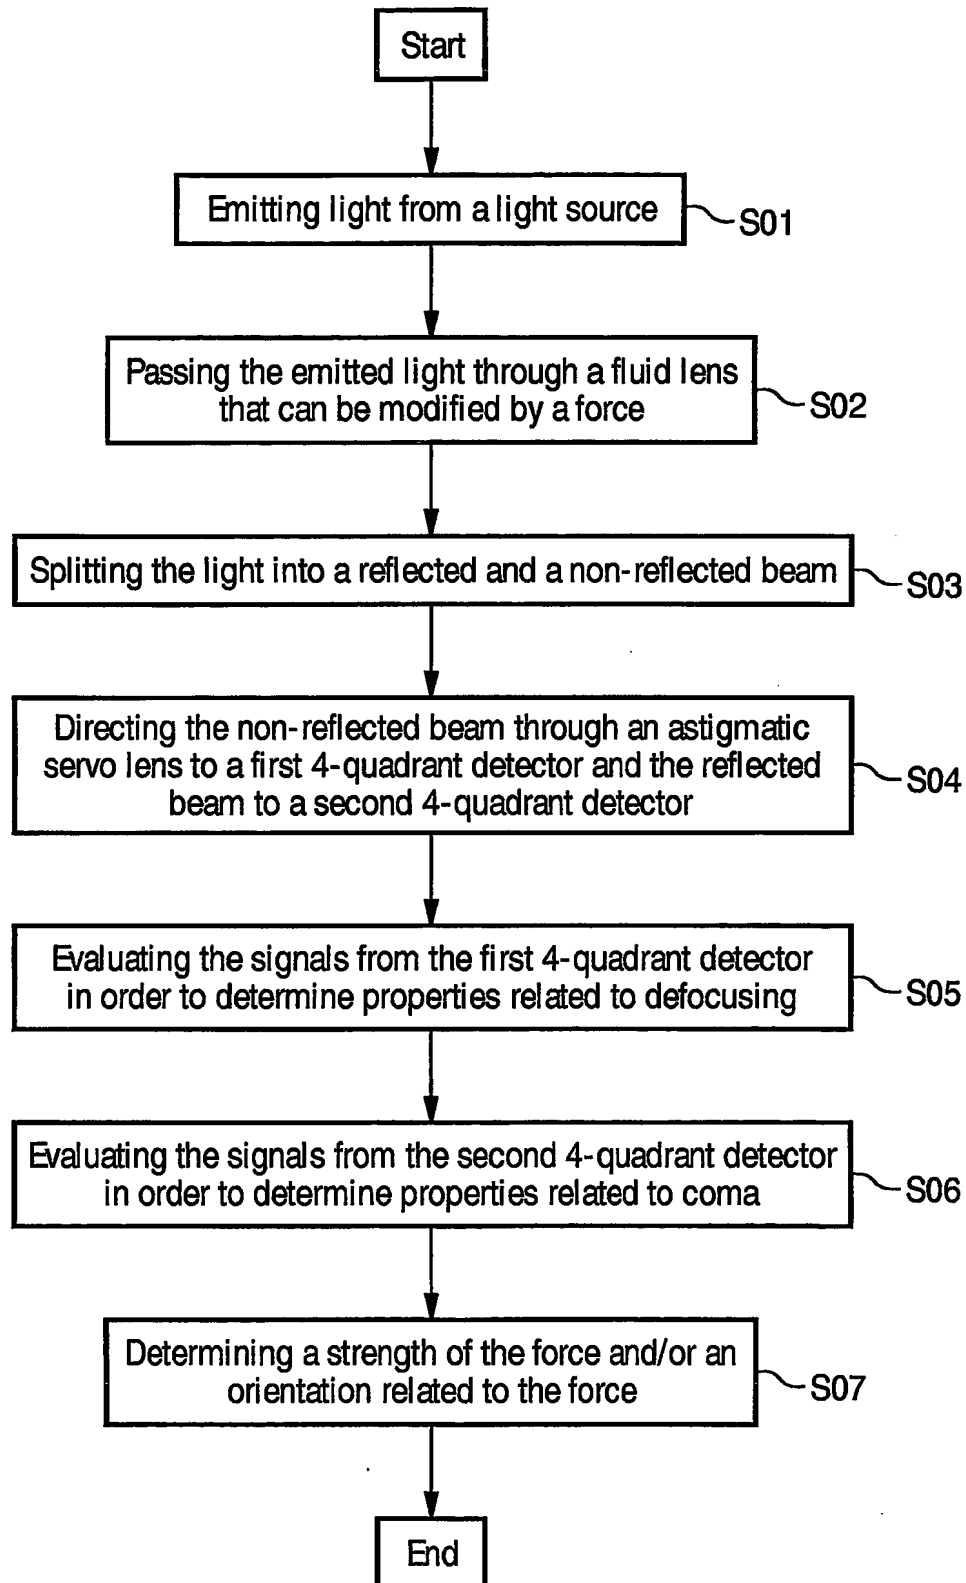 Start
Emitting light from a light source
S01
Passing the emitted light through a fluid lens
that can be modified by a force
S02
Splitting the light into a reflected and a non-reflected beam
S03
Directing the non-reflected beam through an astigmatic
servo lens to a first 4-quadrant detector and the reflected
beam to a second 4-quadrant detector
S04
Evaluating the signals from the first 4-quadrant detector
in order to determine properties related to defocusing
S05
Evaluating the signals from the second 4-quadrant detector
in order to determine properties related to coma
S06
Determining a strength of the force and/or an
orientation related to the force
S07
End